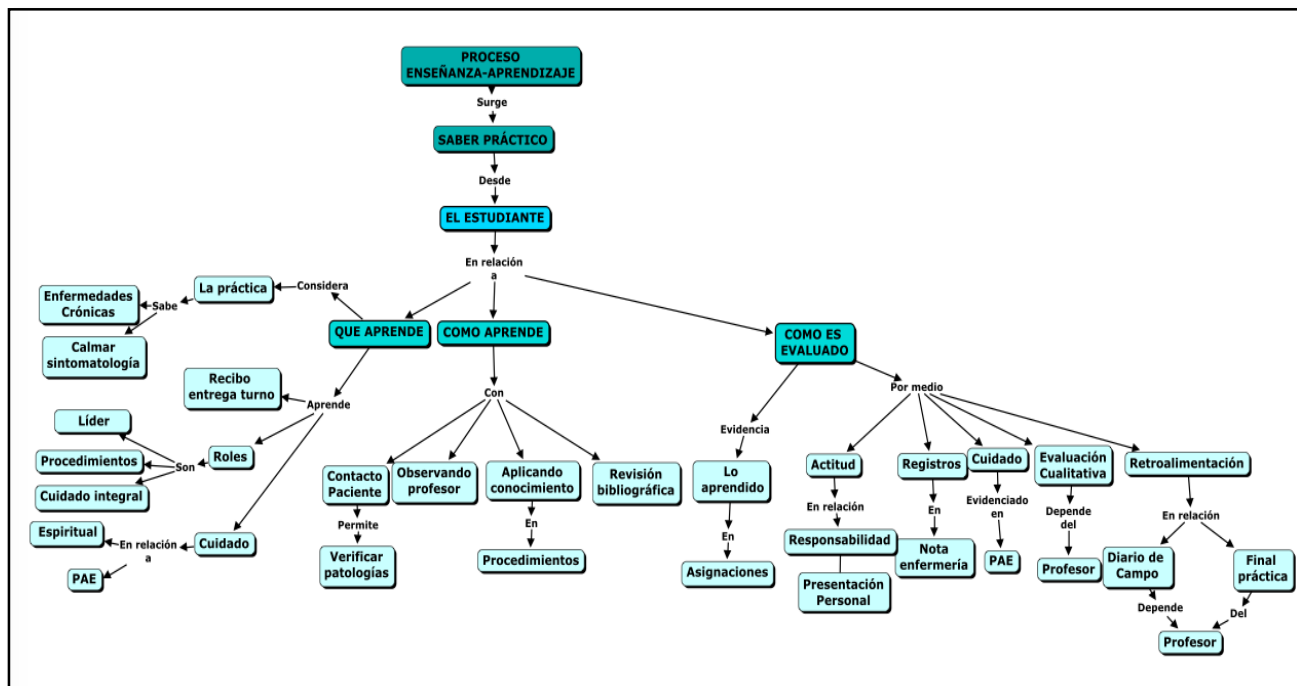 PROCESO
ENSEÑANZA-APRENDIZAJE
Surge
SABER PRÁCTICO
Desde
EL ESTUDIANTE
En relación
a
QUE APRENDE
COMO APRENDE
COMO ES
EVALUADO
Considera
La práctica
Sabe
Enfermedades
Crónicas
Calmar
sintomatología
Aprende
Recibo
entrega turno
Roles
Son
Líder
Procedimientos
Cuidado integral
Cuidado
En relación
a
Espiritual
PAE
Con
Contacto
Paciente
Permite
Verificar
patologías
Observando
profesor
Aplicando
conocimiento
En
Procedimientos
Revisión
bibliográfica
Evidencia
Lo
aprendido
En
Asignaciones
Por medio
Actitud
En relación
Responsabilidad
Presentación
Personal
Registros
En
Nota
enfermería
Cuidado
Evidenciado
en
PAE
Evaluación
Cualitativa
Depende
del
Profesor
Retroalimentación
En relación
Diario de
Campo
Depende
Final
práctica
Del
Profesor